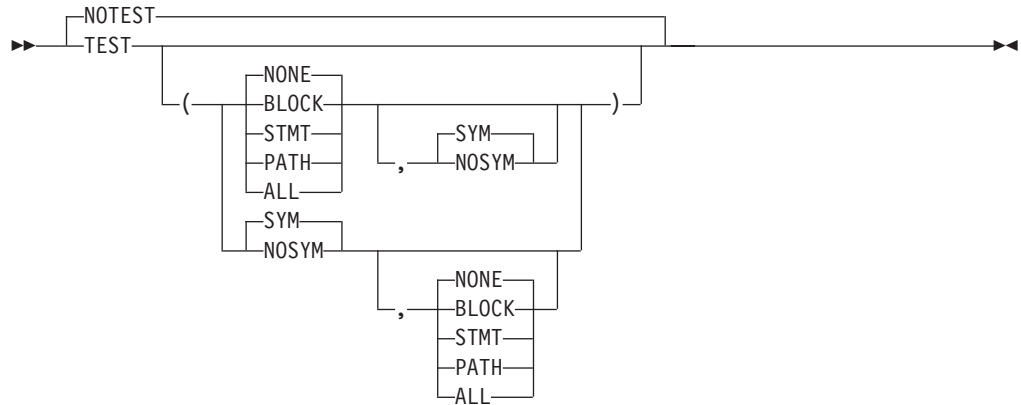 NOTEST
TEST
NONE
( BLOCK )
STMT SYM
PATH , NOSYM
ALL
SYM
NOSYM
NONE
, BLOCK
STMT
PATH
ALL